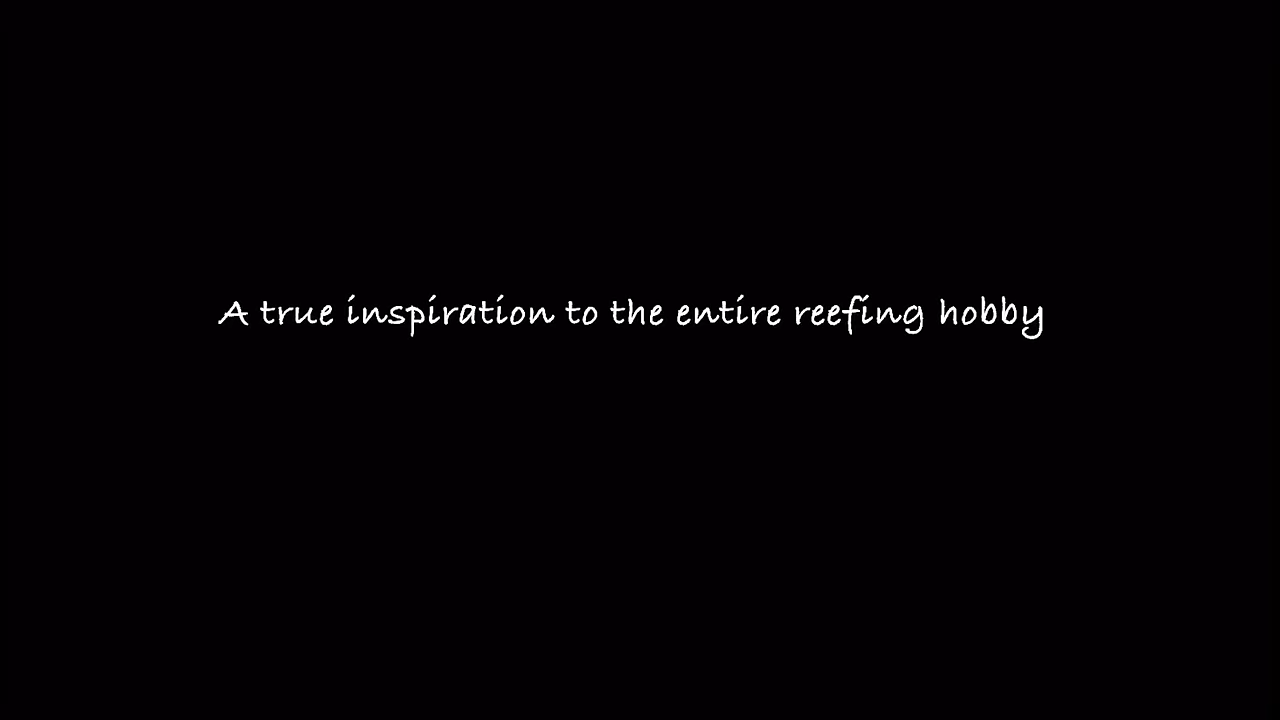 A true inspiration to the entire reefing hobby